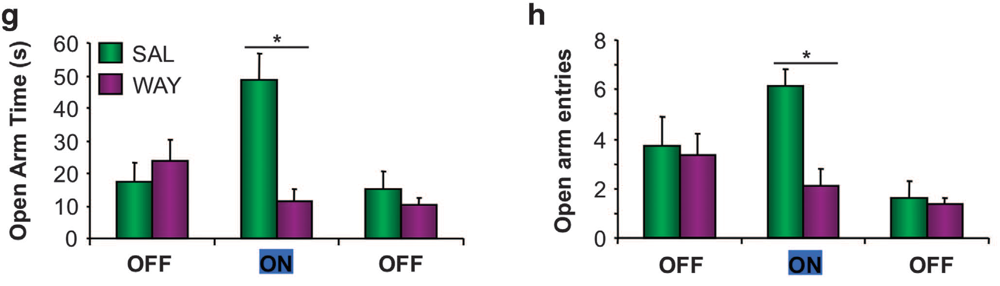 g
Open Arm Time (s)
60
50
40
30
20
10
0
SAL
WAY
*
OFF
ON
OFF
h
Open arm entries
8
6
4
2
0
*
OFF
ON
OFF